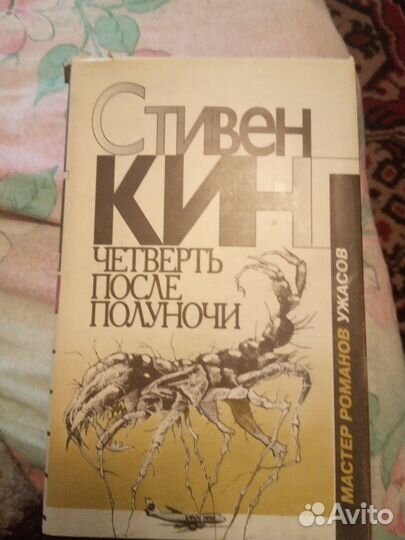 Стивен
КИНГ
ЧЕТВЕРТЬ
ПОСЛЕ
ПОЛУНОЧИ
МАСТЕР РОМАНОВ УЖАСОВ
Avito